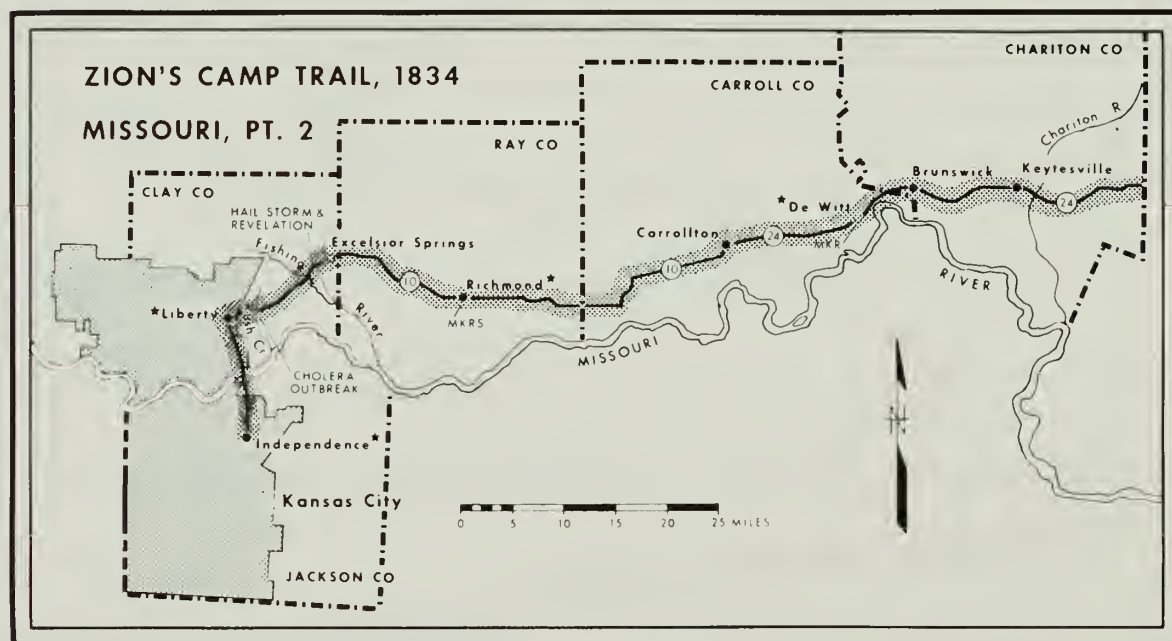 ZION'S CAMP TRAIL, 1834
MISSOURI, PT. 2
CHARITON CO
CARROLL CO
RAY CO
CLAY CO
Chariton R
Brunswick
Keytesville
24
*De Witt
MKR
Carrollton
24
10
HAIL STORM &
REVELATION
Fishing
River
Excelsior Springs
10
Richmond*
MKRS
*Liberty
CHOLERA
OUTBREAK
MISSOURI
RIVER
Independence*
Kansas City
JACKSON CO
N
0 5 10 15 20 25 MILES